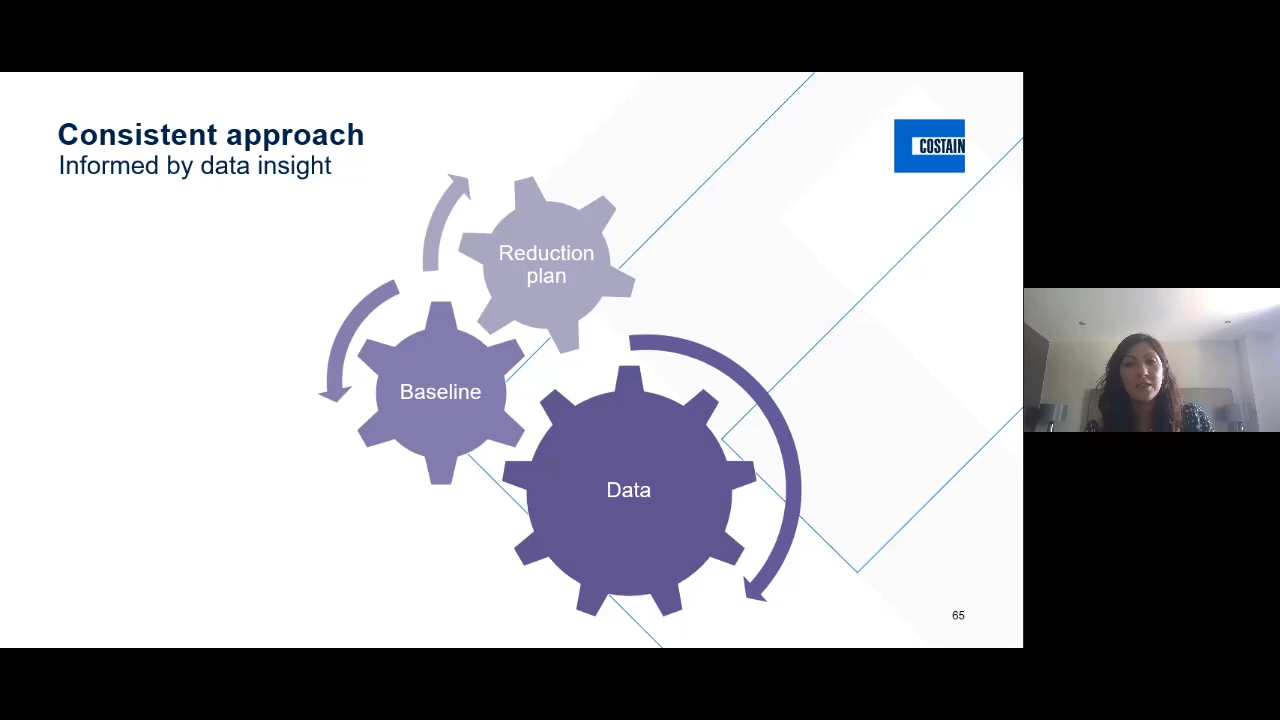 Consistent approach
Informed by data insight
COSTAIN
Reduction
plan
Baseline
Data
65